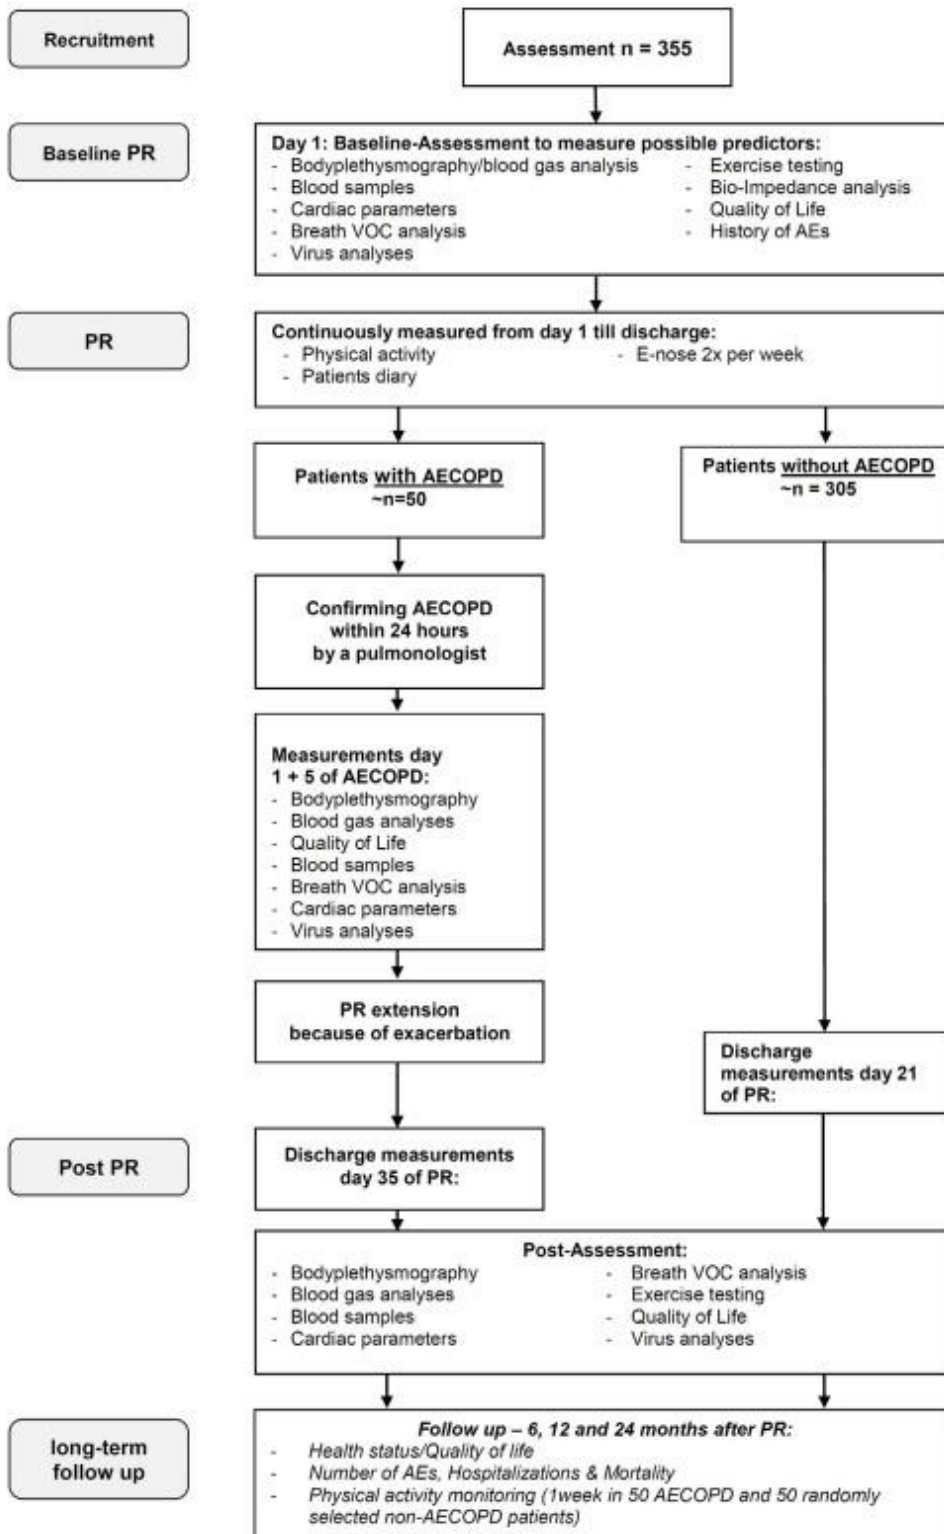 Recruitment
Assessment n = 355
Baseline PR
Day 1: Baseline-Assessment to measure possible predictors:
- Bodyplethysmography/blood gas analysis
- Blood samples
- Cardiac parameters
- Breath VOC analysis
- Virus analyses
- Exercise testing
- Bio-Impedance analysis
- Quality of Life
- History of AEs
PR
Continuously measured from day 1 till discharge:
- Physical activity
- Patients diary
- E-nose 2x per week
Patients with AECOPD
~n=50
Patients without AECOPD
~n = 305
Confirming AECOPD
within 24 hours
by a pulmonologist
Measurements day
1 + 5 of AECOPD:
- Bodyplethysmography
- Blood gas analyses
- Quality of Life
- Blood samples
- Breath VOC analysis
- Cardiac parameters
- Virus analyses
PR extension
because of exacerbation
Discharge
measurements day 21
of PR:
Post PR
Discharge measurements
day 35 of PR:
Post-Assessment:
- Bodyplethysmography
- Blood gas analyses
- Blood samples
- Cardiac parameters
- Breath VOC analysis
- Exercise testing
- Quality of Life
- Virus analyses
long-term
follow up
Follow up – 6, 12 and 24 months after PR:
- Health status/Quality of life
- Number of AEs, Hospitalizations & Mortality
- Physical activity monitoring (1week in 50 AECOPD and 50 randomly
selected non-AECOPD patients)